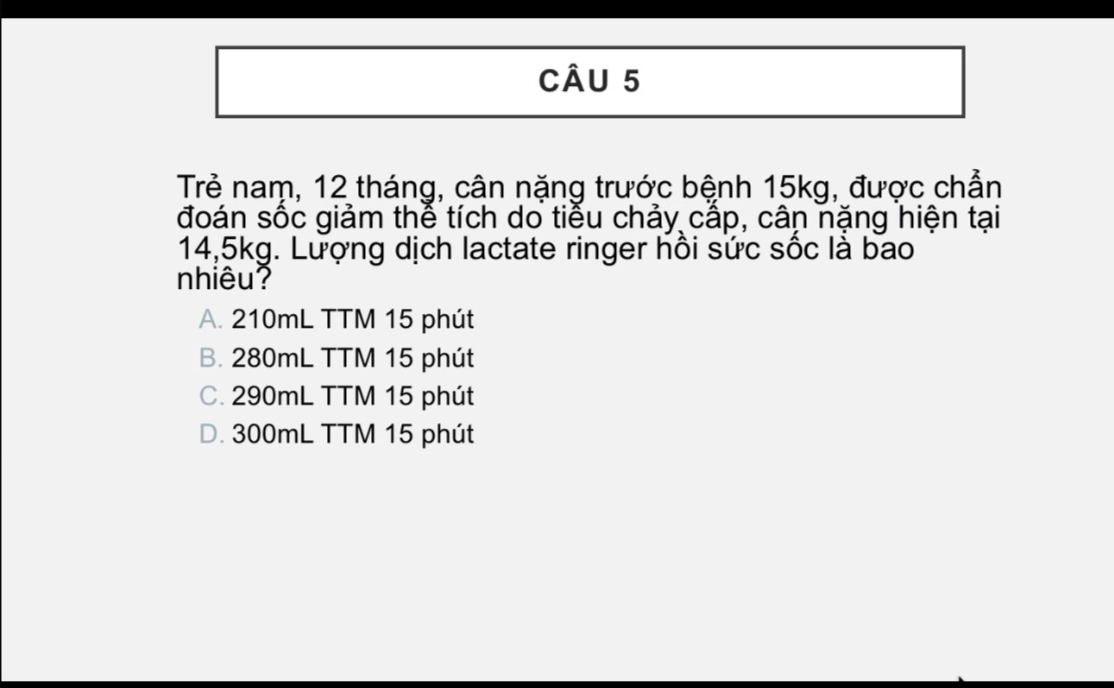 CÂU 5
Trẻ nam, 12 tháng, cân nặng trước bệnh 15kg, được chẩn
đoán sốc giảm thể tích do tiêu chảy cấp, cân nặng hiện tại
14,5kg. Lượng dịch lactate ringer hồi sức sốc là bao
nhiêu?
A. 210mL TTM 15 phút
B. 280mL TTM 15 phút
C. 290mL TTM 15 phút
D. 300mL TTM 15 phút